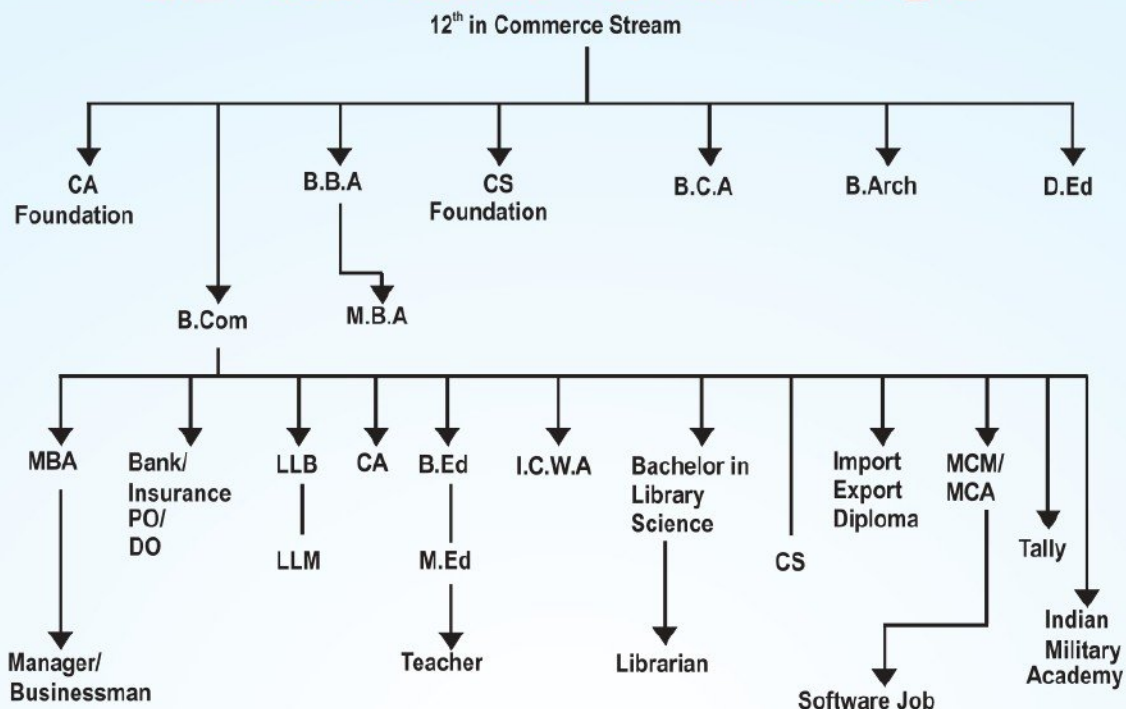 12th in Commerce Stream
CA
Foundation
B.B.A
CS
Foundation
B.C.A
B.Arch
D.Ed
B.Com
M.B.A
MBA
Bank/
Insurance
PO/
DO
LLB
CA
B.Ed
I.C.W.A
Bachelor in
Library
Science
Import
Export
Diploma
MCM/
MCA
LLM
M.Ed
CS
Tally
Manager/
Businessman
Teacher
Librarian
Software Job
Indian
Military
Academy